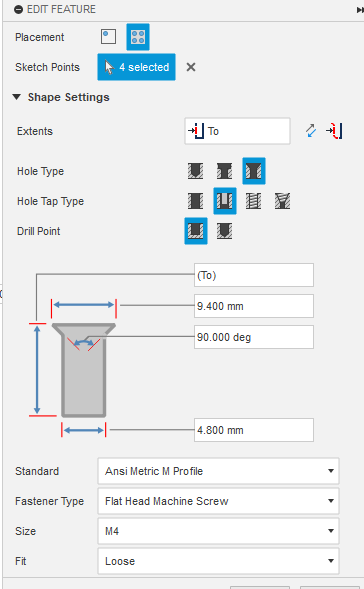 EDIT FEATURE
Placement
Sketch Points 4 selected
Shape Settings
Extents To
Hole Type
Hole Tap Type
Drill Point
(To)
9.400 mm
90.000 deg
4.800 mm
Standard Ansi Metric M Profile
Fastener Type Flat Head Machine Screw
Size M4
Fit Loose